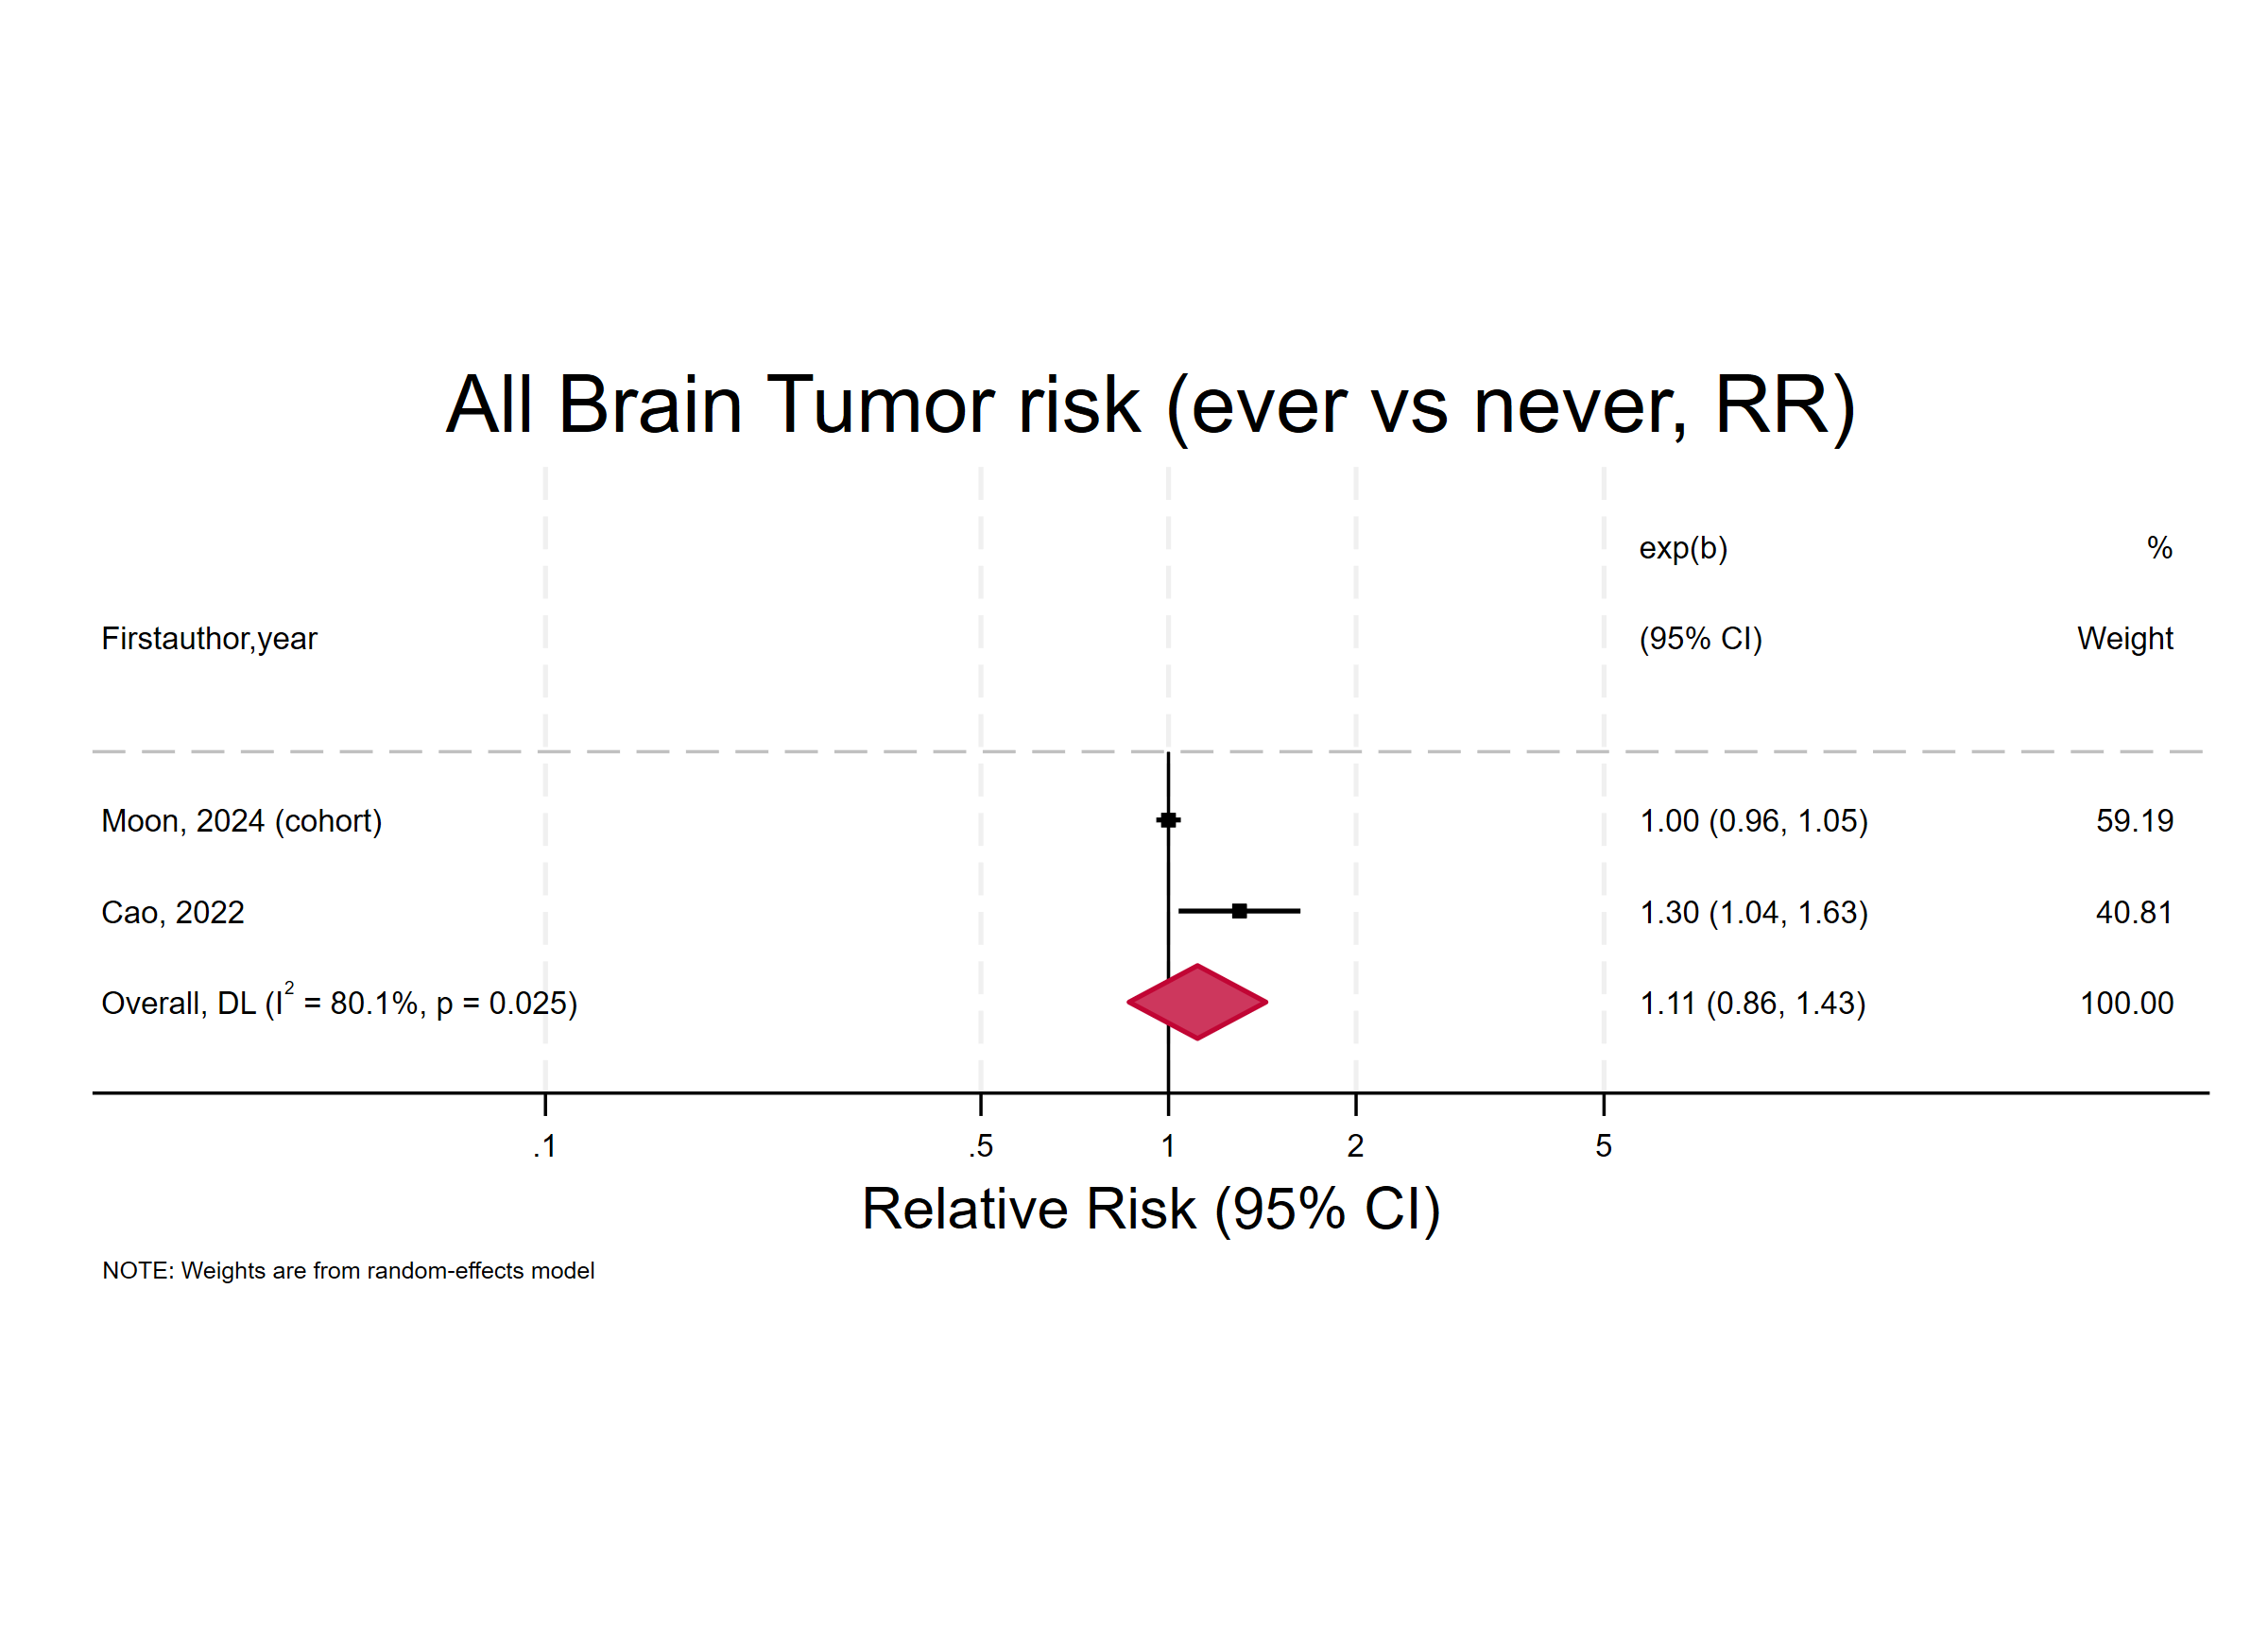 All Brain Tumor risk (ever vs never, RR)
exp(b) %
Firstauthor,year (95% CI) Weight
Moon, 2024 (cohort) 1.00 (0.96, 1.05) 59.19
Cao, 2022 1.30 (1.04, 1.63) 40.81
Overall, DL (I² = 80.1%, p = 0.025) 1.11 (0.86, 1.43) 100.00
.1 .5 1 2 5
Relative Risk (95% CI)
NOTE: Weights are from random-effects model